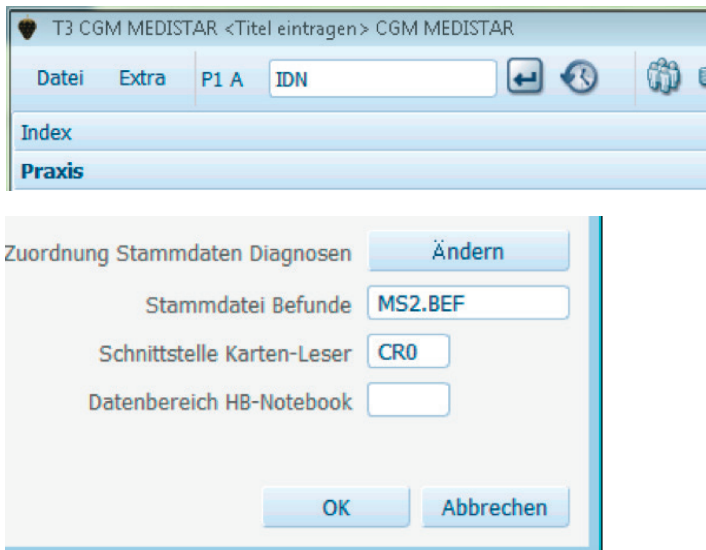 T3 CGM MEDISTAR <Titel eintragen> CGM MEDISTAR
Datei Extra P1 A IDN
Index
Praxis
Zuordnung Stammdaten Diagnosen Ändern
Stammdatei Befunde MS2.BEF
Schnittstelle Karten-Leser CR0
Datenbereich HB-Notebook
OK Abbrechen